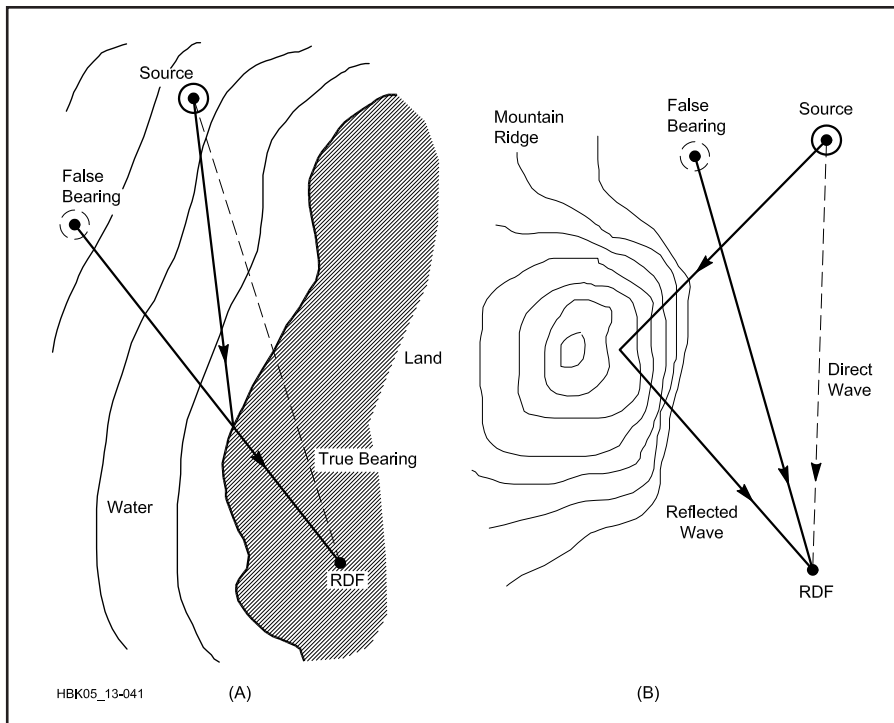 Source
False
Bearing
Water
Land
True Bearing
RDF
HBK05_13-041
(A)
Mountain
Ridge
False
Bearing
Source
Direct
Wave
Reflected
Wave
RDF
(B)